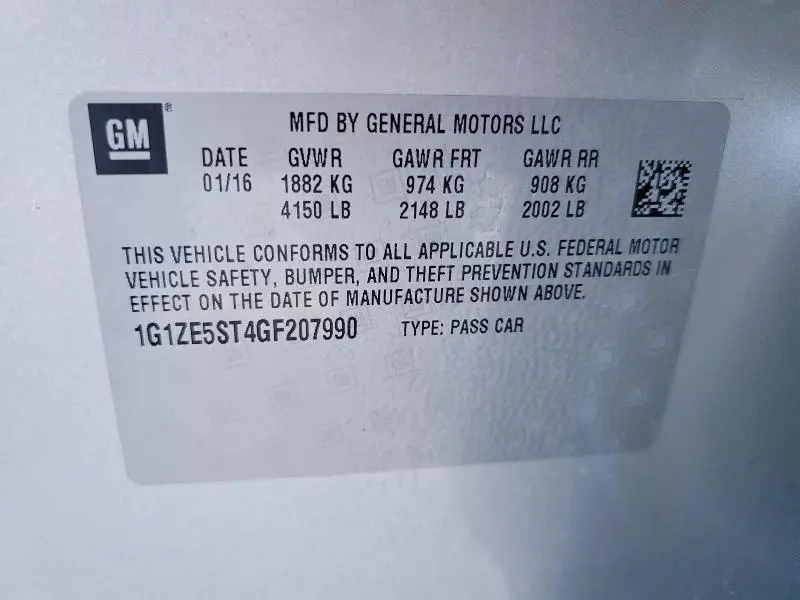 GM®
MFD BY GENERAL MOTORS LLC
DATE GVWR GAWR FRT GAWR RR
01/16 1882 KG 974 KG 908 KG
4150 LB 2148 LB 2002 LB
THIS VEHICLE CONFORMS TO ALL APPLICABLE U.S. FEDERAL MOTOR
VEHICLE SAFETY, BUMPER, AND THEFT PREVENTION STANDARDS IN
EFFECT ON THE DATE OF MANUFACTURE SHOWN ABOVE.
1G1ZE5ST4GF207990 TYPE: PASS CAR